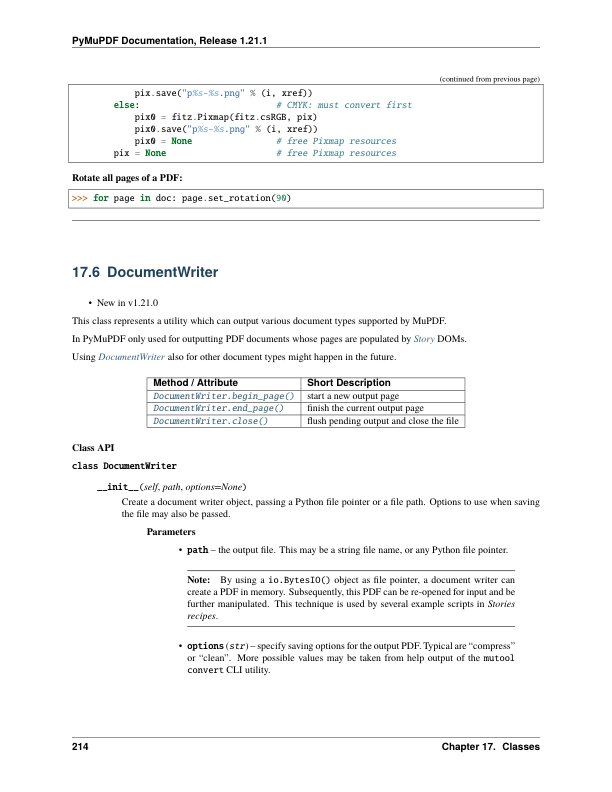 PyMuPDF Documentation, Release 1.21.1
(continued from previous page)
pix.save("p%s-%s.png" % (i, xref))
else:                          # CMYK: must convert first
pix0 = fitz.Pixmap(fitz.csRGB, pix)
pix0.save("p%s-%s.png" % (i, xref))
pix0 = None                # free Pixmap resources
pix = None                     # free Pixmap resources
Rotate all pages of a PDF:
>>> for page in doc: page.set_rotation(90)
17.6 DocumentWriter
• New in v1.21.0
This class represents a utility which can output various document types supported by MuPDF.
In PyMuPDF only used for outputting PDF documents whose pages are populated by Story DOMs.
Using DocumentWriter also for other document types might happen in the future.
Method / Attribute Short Description
DocumentWriter.begin_page() start a new output page
DocumentWriter.end_page() finish the current output page
DocumentWriter.close() flush pending output and close the file
Class API
class DocumentWriter
__init__(self, path, options=None)
Create a document writer object, passing a Python file pointer or a file path. Options to use when saving
the file may also be passed.
Parameters
• path – the output file. This may be a string file name, or any Python file pointer.
Note: By using a io.BytesIO() object as file pointer, a document writer can
create a PDF in memory. Subsequently, this PDF can be re-opened for input and be
further manipulated. This technique is used by several example scripts in Stories
recipes.
• options (str) – specify saving options for the output PDF. Typical are “compress”
or “clean”. More possible values may be taken from help output of the mutool
convert CLI utility.
214 Chapter 17. Classes